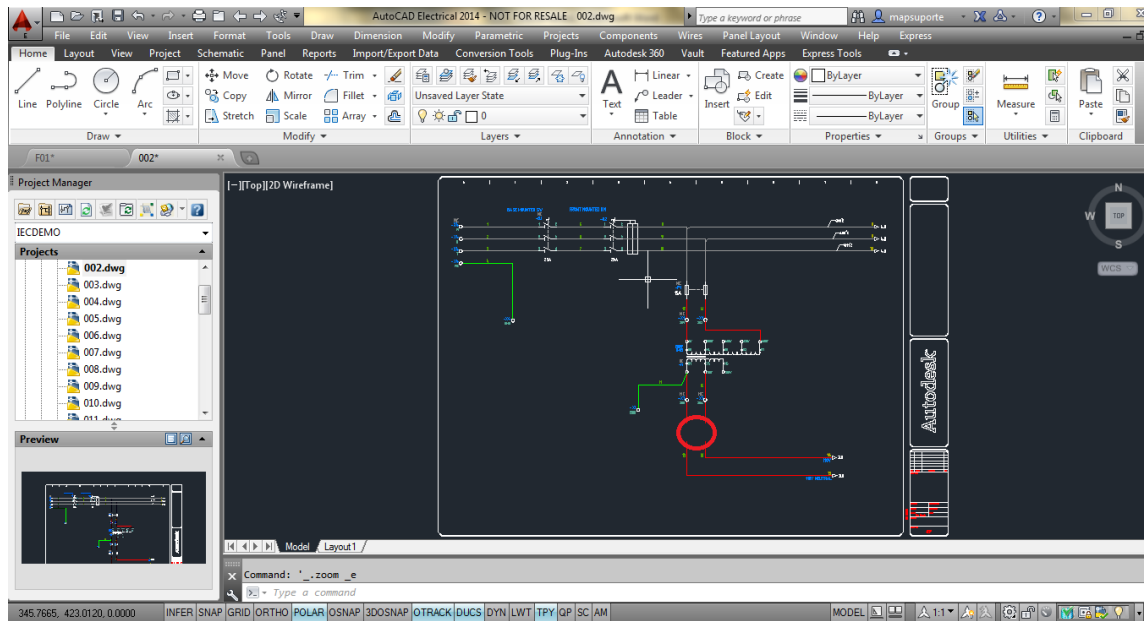 AutoCAD Electrical 2014 - NOT FOR RESALE 002.dwg
Type a keyword or phrase
mapsuporte
File Edit View Insert Format Tools Draw Dimension Modify Parametric Projects Components Wires Panel Layout Window Help Express
Home Layout View Project Schematic Panel Reports Import/Export Data Conversion Tools Plug-Ins Autodesk 360 Vault Featured Apps Express Tools
Line Polyline Circle Arc
Move Rotate Trim
Copy Mirror Fillet
Stretch Scale Array
Unsaved Layer State
0
Text
Linear
Leader
Table
Insert
Create
Edit
ByLayer
ByLayer
ByLayer
Group
Measure
Paste
Draw Modify Layers Annotation Block Properties Groups Utilities Clipboard
F01* 002*
Project Manager
IECDEMO
Projects
002.dwg
003.dwg
004.dwg
005.dwg
006.dwg
007.dwg
008.dwg
009.dwg
010.dwg
011.dwg
Preview
[−][Top][2D Wireframe]
N
W TOP
S
WCS
25A
25A
Autodesk
Model Layout1
Command: '_.zoom _e
Type a command
345.7665, 423.0120, 0.0000 INFER SNAP GRID ORTHO POLAR OSNAP 3DOSNAP OTRACK DUCS DYN LWT TPY QP SC AM MODEL 1:1